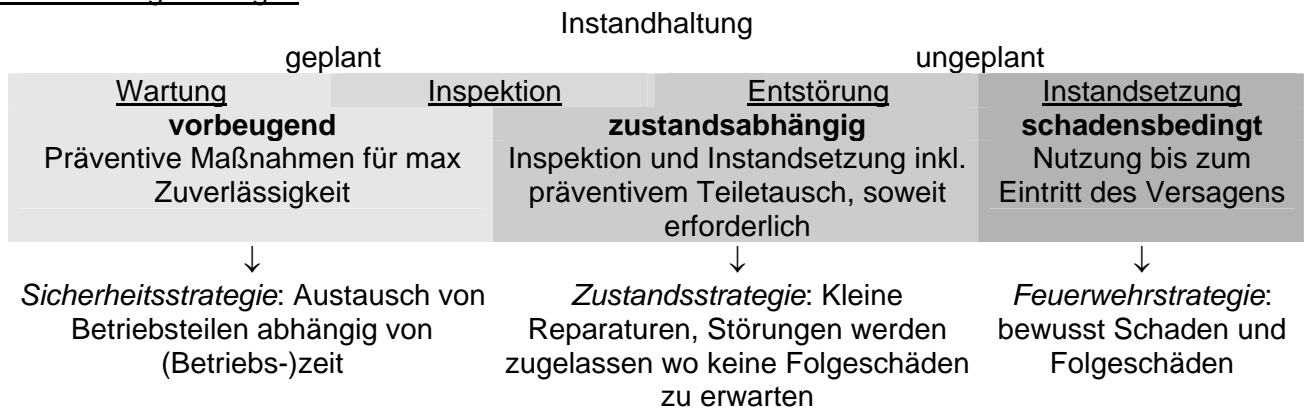 Instandhaltung
geplant ungeplant
Wartung Inspektion Entstörung Instandsetzung
vorbeugend zustandsabhängig schadensbedingt
Präventive Maßnahmen für max Inspektion und Instandsetzung inkl. Nutzung bis zum
Zuverlässigkeit präventivem Teiletausch, soweit Eintritt des Versagens
erforderlich
↓ ↓ ↓
Sicherheitsstrategie: Austausch von Zustandsstrategie: Kleine Feuerwehrstrategie:
Betriebsteilen abhängig von Reparaturen, Störungen werden bewusst Schaden und
(Betriebs-)zeit zugelassen wo keine Folgeschäden Folgeschäden
zu erwarten